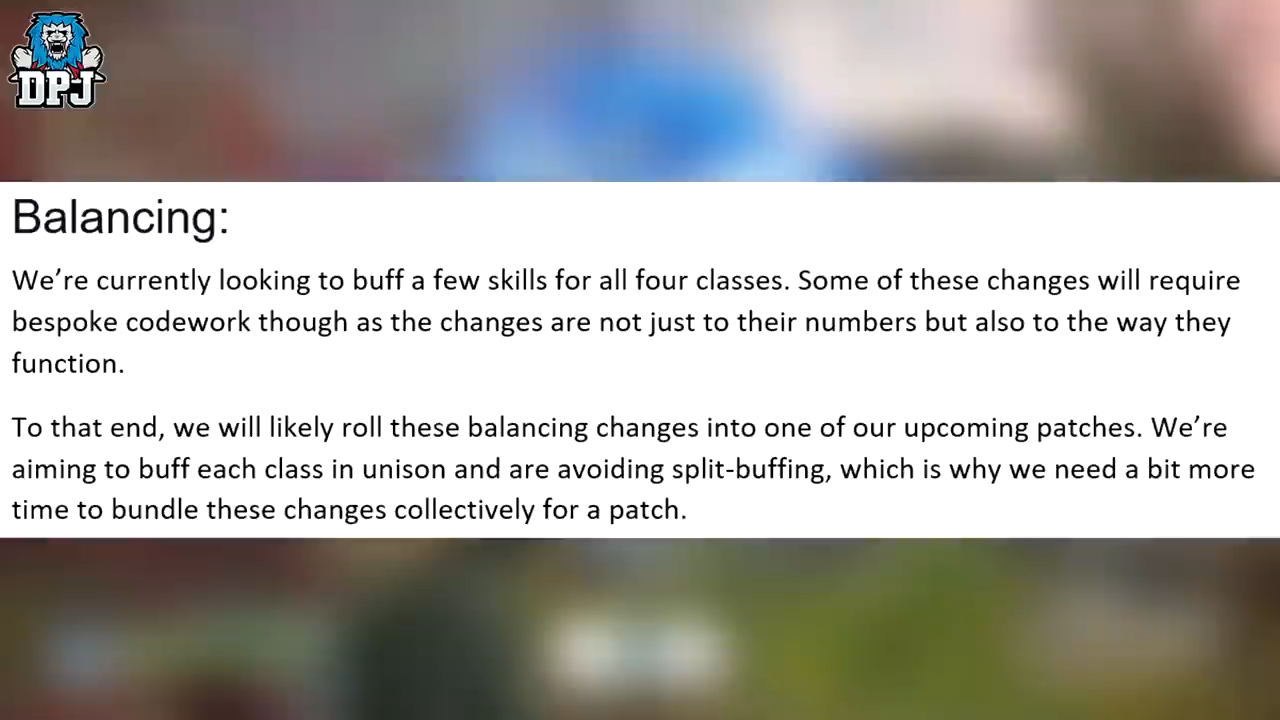 DPJ
Balancing:
We’re currently looking to buff a few skills for all four classes. Some of these changes will require
bespoke codework though as the changes are not just to their numbers but also to the way they
function.
To that end, we will likely roll these balancing changes into one of our upcoming patches. We’re
aiming to buff each class in unison and are avoiding split-buffing, which is why we need a bit more
time to bundle these changes collectively for a patch.